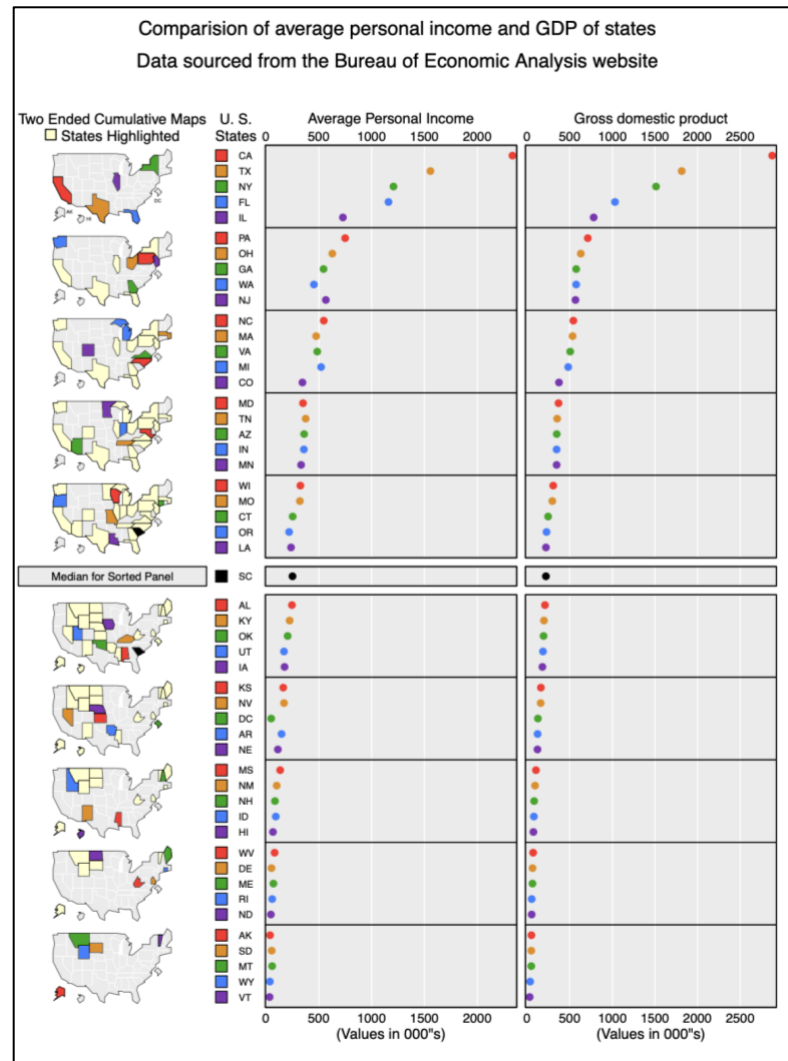 Comparision of average personal income and GDP of states
Data sourced from the Bureau of Economic Analysis website
Two Ended Cumulative Maps
States Highlighted
U. S.
States
Average Personal Income
0 500 1000 1500 2000
Gross domestic product
0 500 1000 1500 2000 2500
AK
HI
DC
CA
TX
NY
FL
IL
PA
OH
GA
WA
NJ
NC
MA
VA
MI
CO
MD
TN
AZ
IN
MN
WI
MO
CT
OR
LA
Median for Sorted Panel
SC
AL
KY
OK
UT
IA
KS
NV
DC
AR
NE
MS
NM
NH
ID
HI
WV
DE
ME
RI
ND
AK
SD
MT
WY
VT
0 500 1000 1500 2000
(Values in 000"s)
0 500 1000 1500 2000 2500
(Values in 000"s)